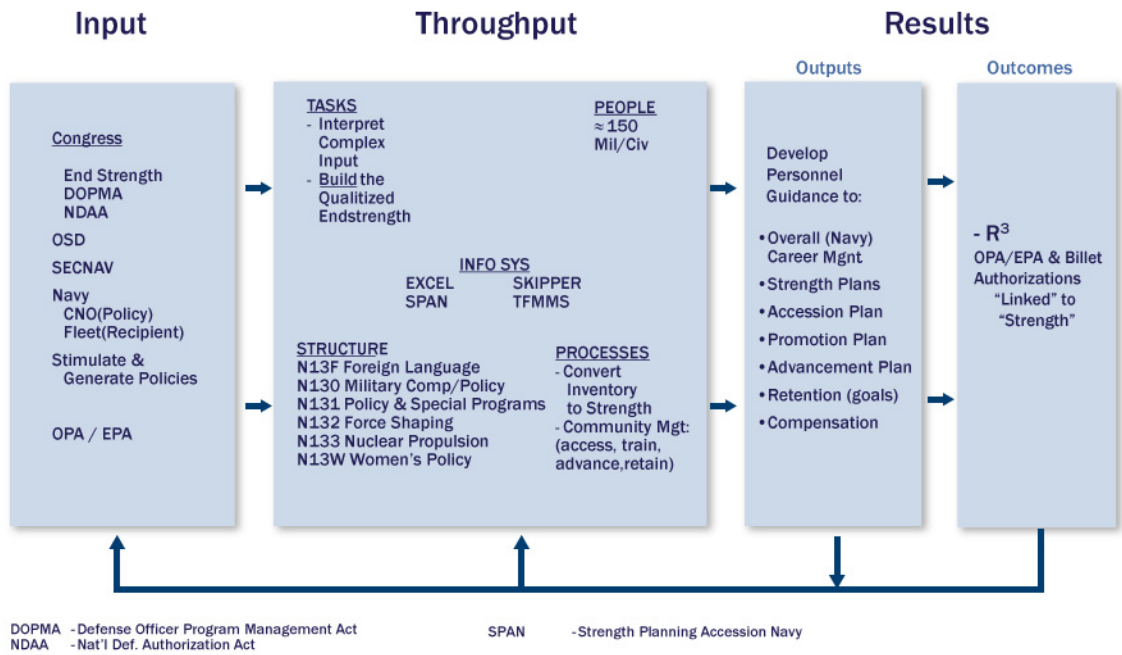 Input
Throughput
Results
Outputs
Outcomes
Congress
End Strength
DOPMA
NDAA
OSD
SECNAV
Navy
CNO(Policy)
Fleet(Recipient)
Stimulate &
Generate Policies
OPA / EPA
TASKS
- Interpret
Complex
Input
- Build the
Qualitized
Endstrength
PEOPLE
≈ 150
Mil/Civ
INFO SYS
EXCEL SKIPPER
SPAN TFMMS
STRUCTURE
N13F Foreign Language
N130 Military Comp/Policy
N131 Policy & Special Programs
N132 Force Shaping
N133 Nuclear Propulsion
N13W Women's Policy
PROCESSES
- Convert
Inventory
to Strength
- Community Mgt:
(access, train,
advance,retain)
Develop
Personnel
Guidance to:
•Overall (Navy)
Career Mgnt
•Strength Plans
•Accession Plan
•Promotion Plan
•Advancement Plan
•Retention (goals)
•Compensation
- R³
OPA/EPA & Billet
Authorizations
"Linked" to
"Strength"
DOPMA - Defense Officer Program Management Act
NDAA - Nat'l Def. Authorization Act
SPAN - Strength Planning Accession Navy